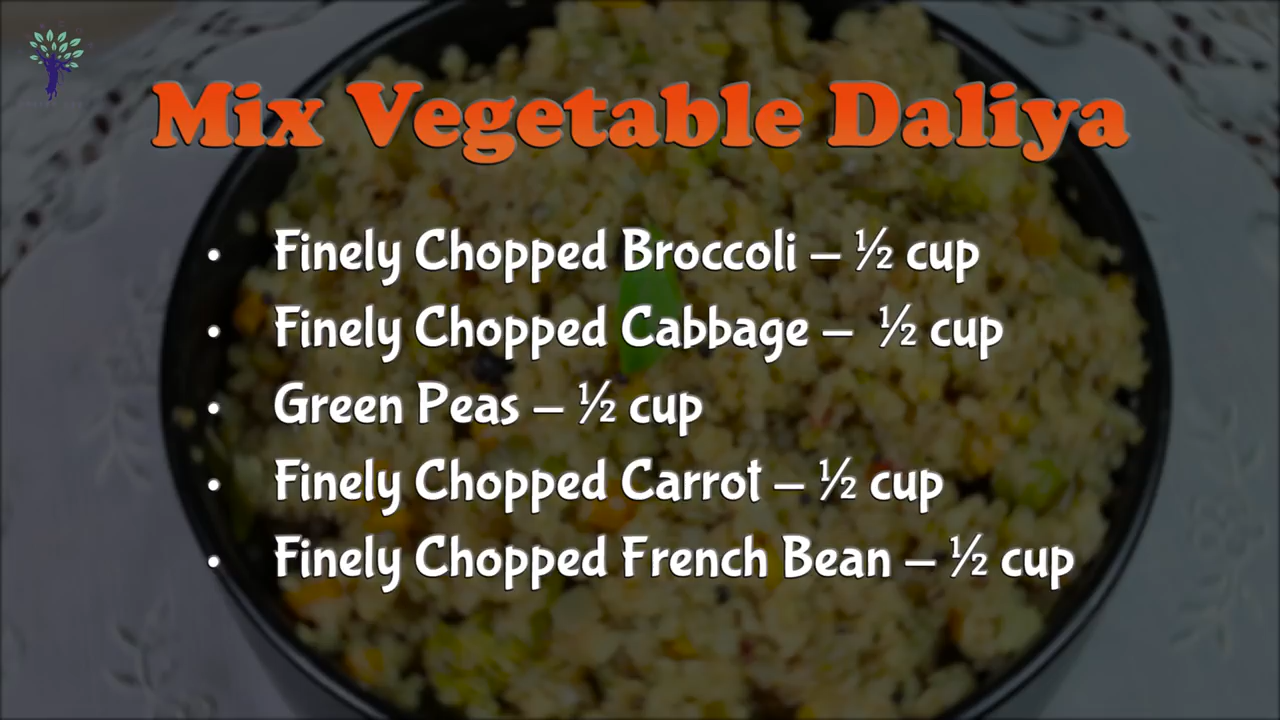 Mix Vegetable Daliya
• Finely Chopped Broccoli – ½ cup
• Finely Chopped Cabbage – ½ cup
• Green Peas – ½ cup
• Finely Chopped Carrot – ½ cup
• Finely Chopped French Bean – ½ cup